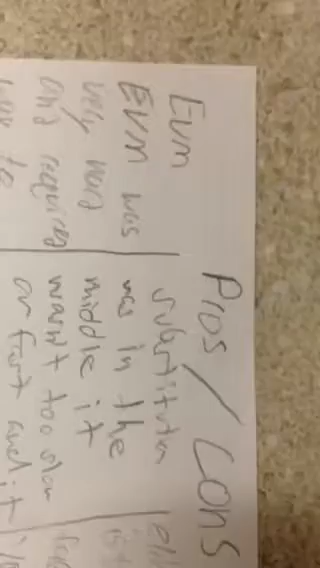 Pros / Cons
EVM
EVM was
very hard
and required
substitution
was in the
middle it
wasn't too slow
or fast and it